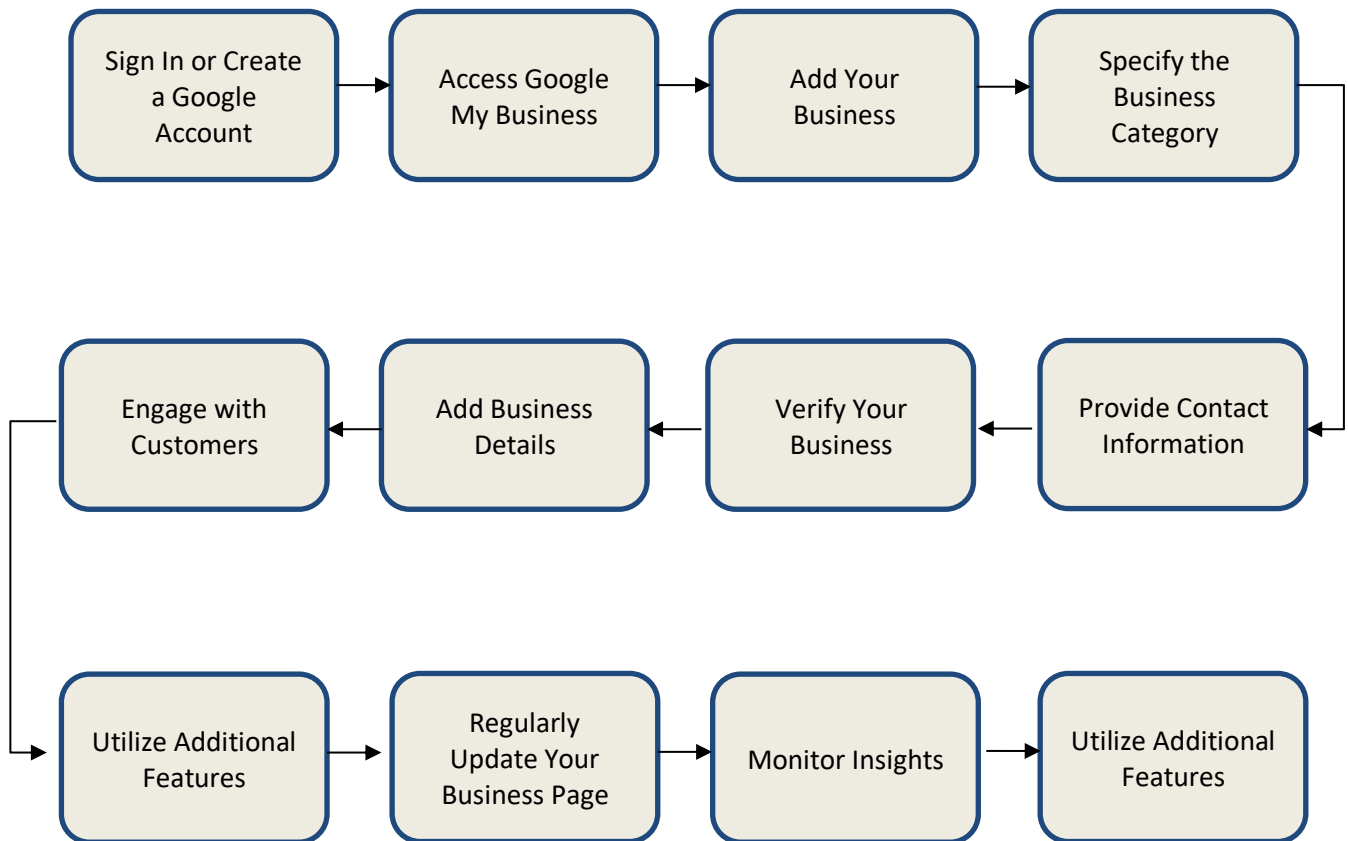 Sign In or Create
a Google
Account
Access Google
My Business
Add Your
Business
Specify the
Business
Category
Provide Contact
Information
Verify Your
Business
Add Business
Details
Engage with
Customers
Utilize Additional
Features
Regularly
Update Your
Business Page
Monitor Insights
Utilize Additional
Features